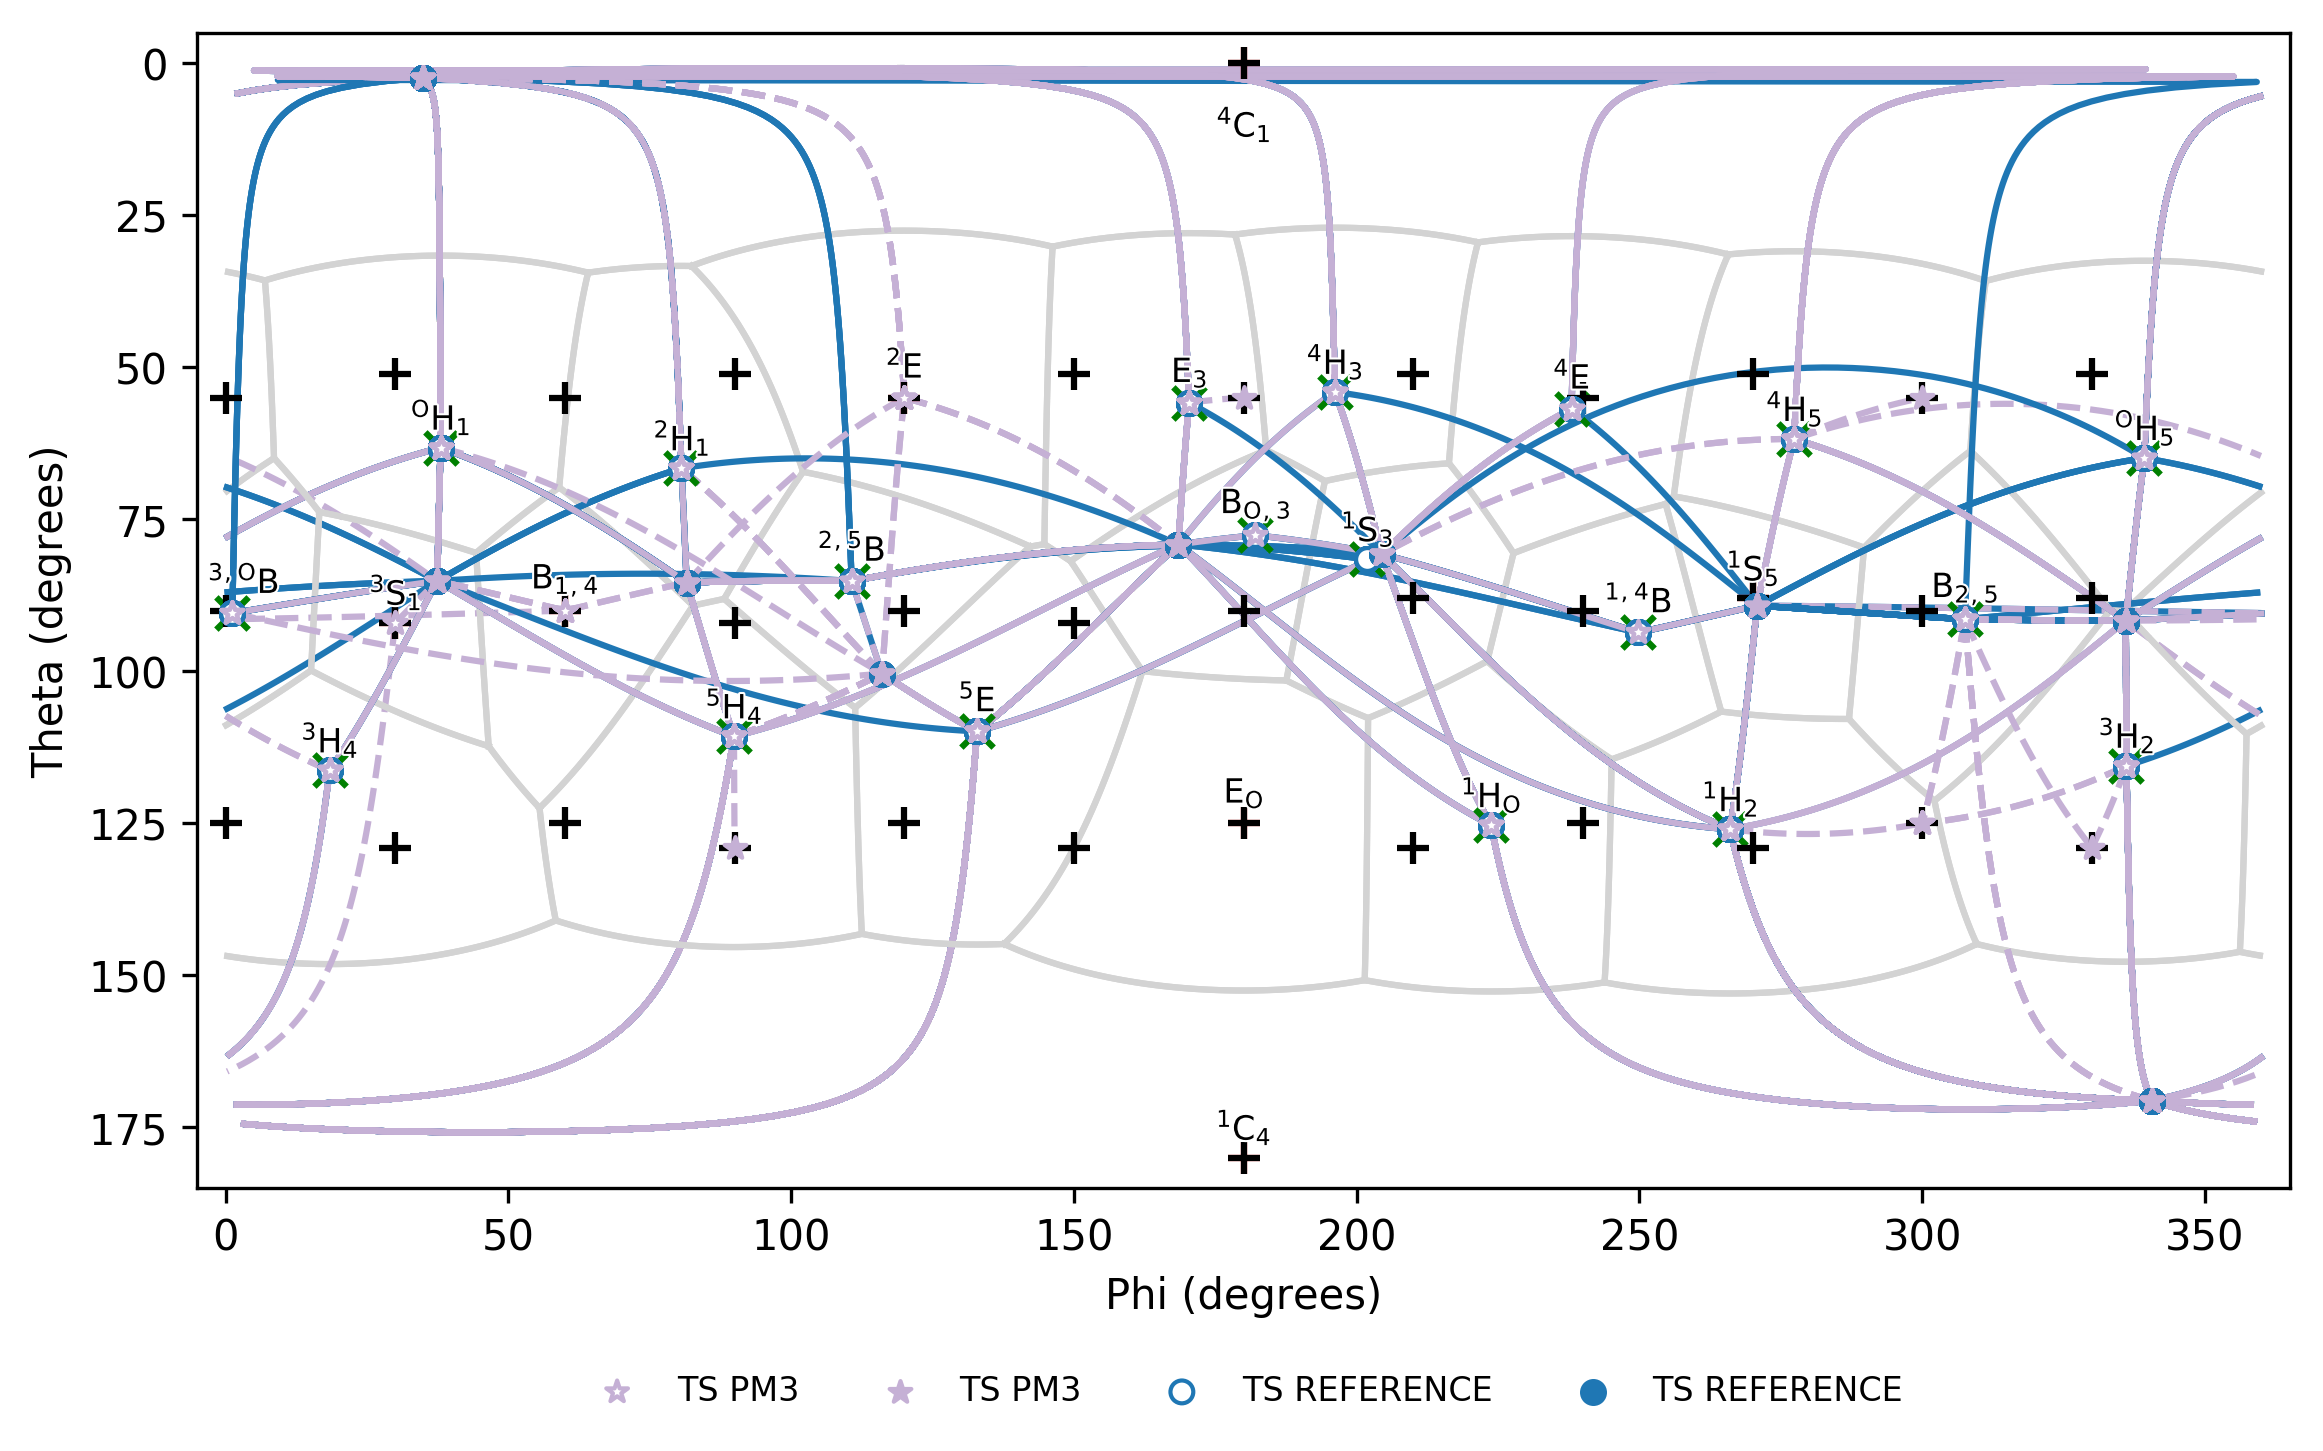 0
⁴C₁
25
50
²E
E₃
⁴H₃
⁴E
⁴H₅
ᴼH₅
ᴼH₁
²H₁
75
B_O,₃
¹S₃
²,⁵B
¹S₅
³,ᴼB
³S₁
B₁,₄
¹,⁴B
B₂,₅
100
⁵H₄
⁵E
³H₄
³H₂
125
E_O
¹H_O
¹H₂
150
175
¹C₄
Theta (degrees)
0 50 100 150 200 250 300 350
Phi (degrees)
TS PM3 TS PM3 TS REFERENCE TS REFERENCE